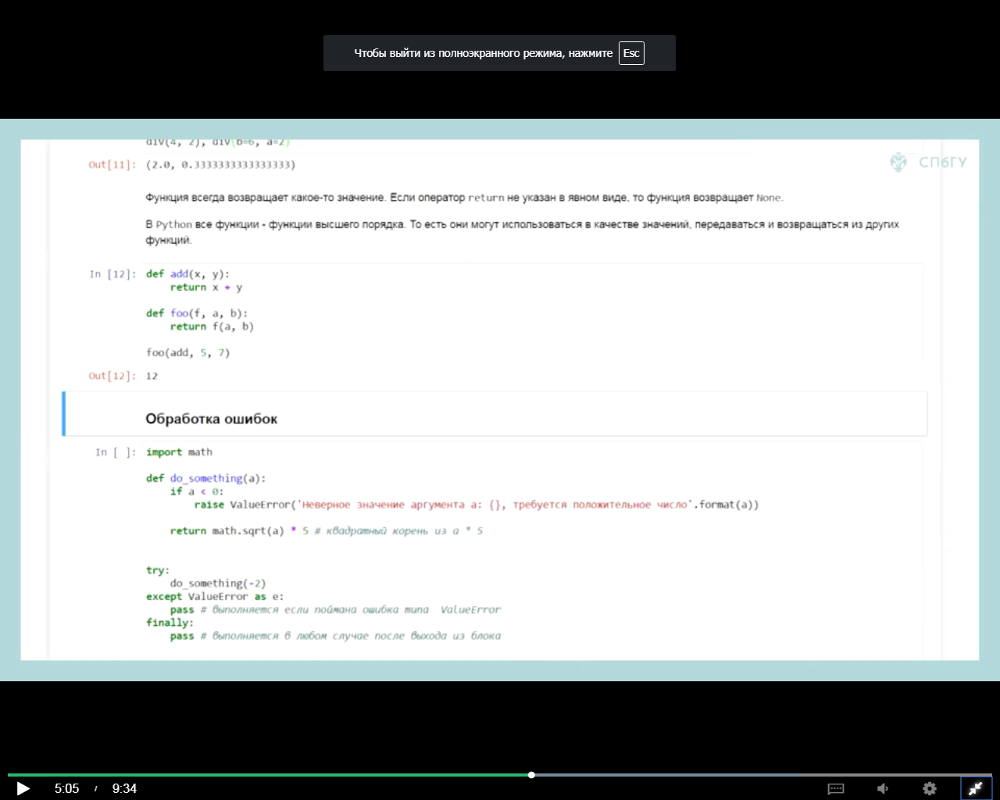 Чтобы выйти из полноэкранного режима, нажмите Esc
div(4, 2), div(b=6, a=2)
Out[11]: (2.0, 0.3333333333333333)
СПбГУ
Функция всегда возвращает какое-то значение. Если оператор return не указан в явном виде, то функция возвращает None.
В Python все функции - функции высшего порядка. То есть они могут использоваться в качестве значений, передаваться и возвращаться из других
функций.
In [12]: def add(x, y):
return x + y
def foo(f, a, b):
return f(a, b)
foo(add, 5, 7)
Out[12]: 12
Обработка ошибок
In [ ]: import math
def do_something(a):
if a < 0:
raise ValueError('Неверное значение аргумента a: {}, требуется положительное число'.format(a))
return math.sqrt(a) * 5 # квадратный корень из a * 5
try:
do_something(-2)
except ValueError as e:
pass # выполняется если поймана ошибка типа ValueError
finally:
pass # выполняется в любом случае после выхода из блока
5:05 / 9:34